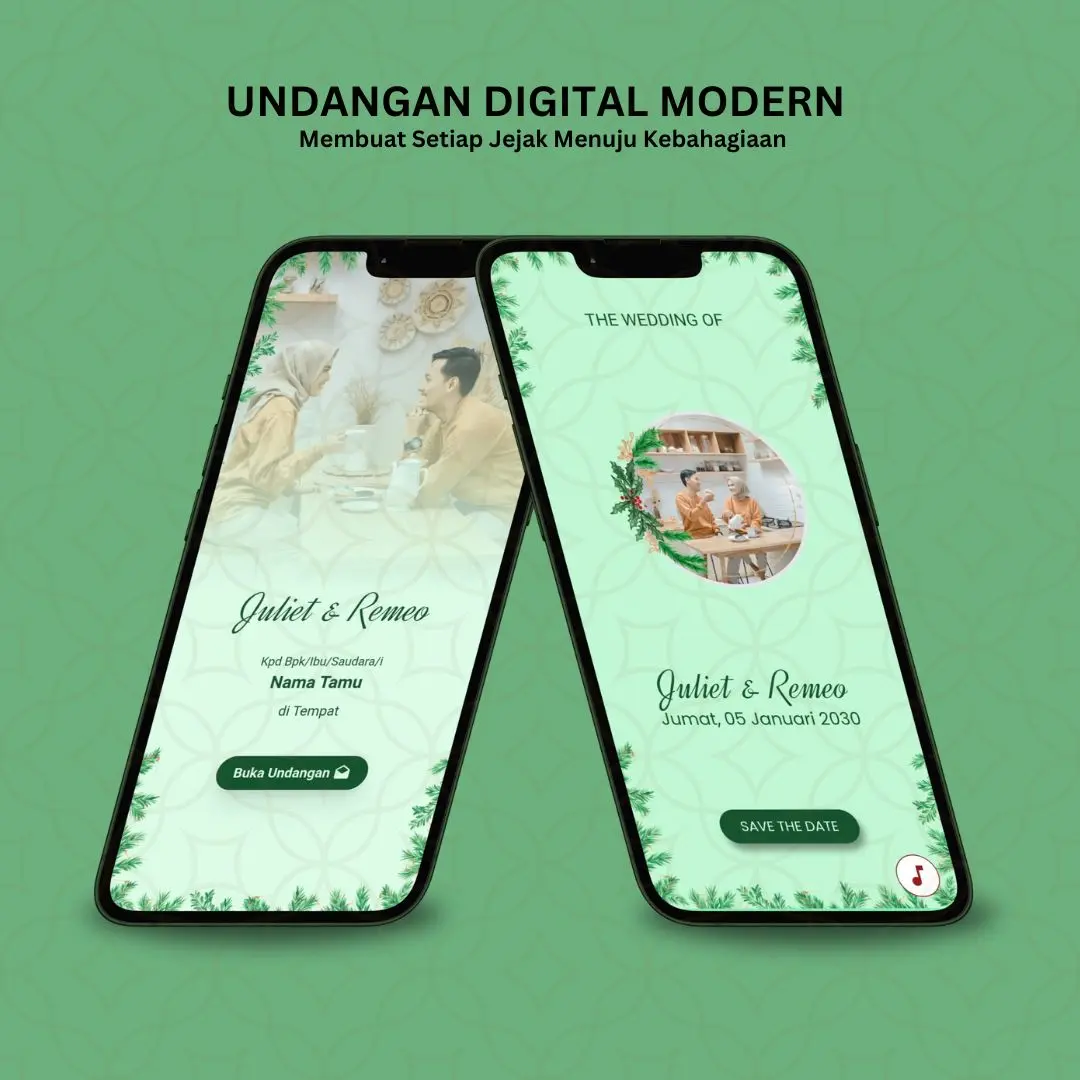 UNDANGAN DIGITAL MODERN
Membuat Setiap Jejak Menuju Kebahagiaan
Juliet & Remeo
Kpd Bpk/Ibu/Saudara/i
Nama Tamu
di Tempat
Buka Undangan
THE WEDDING OF
Juliet & Remeo
Jumat, 05 Januari 2030
SAVE THE DATE